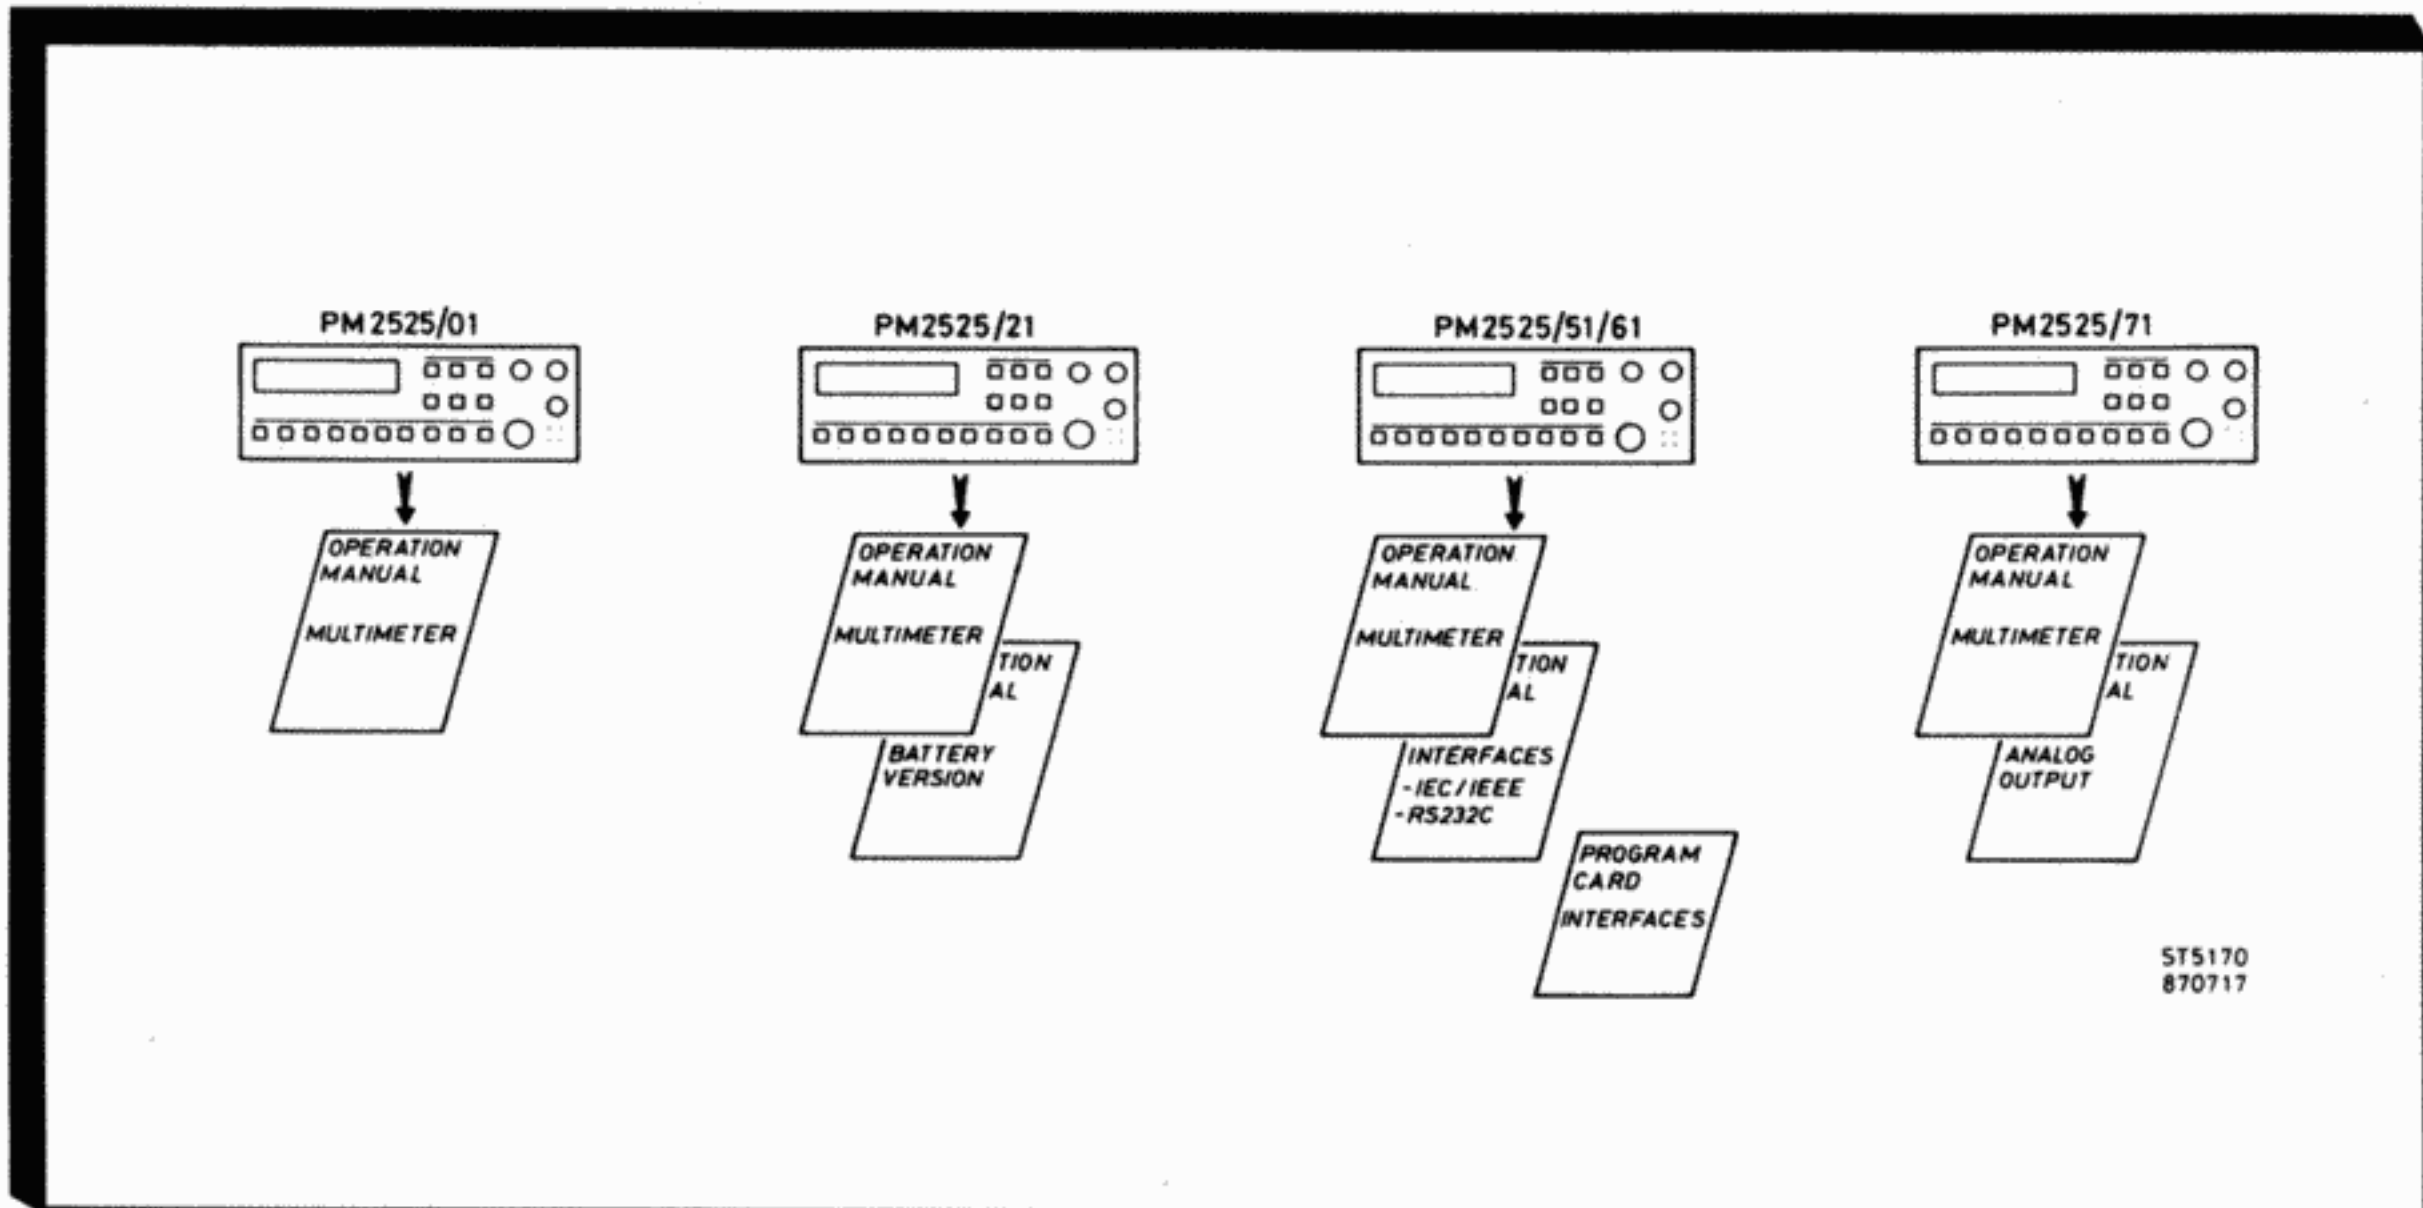 PM2525/01
OPERATION
MANUAL
MULTIMETER
PM2525/21
OPERATION
MANUAL
MULTIMETER
TION
AL
BATTERY
VERSION
PM2525/51/61
OPERATION
MANUAL
MULTIMETER
TION
AL
INTERFACES
-IEC/IEEE
-RS232C
PROGRAM
CARD
INTERFACES
PM2525/71
OPERATION
MANUAL
MULTIMETER
TION
AL
ANALOG
OUTPUT
ST5170
870717